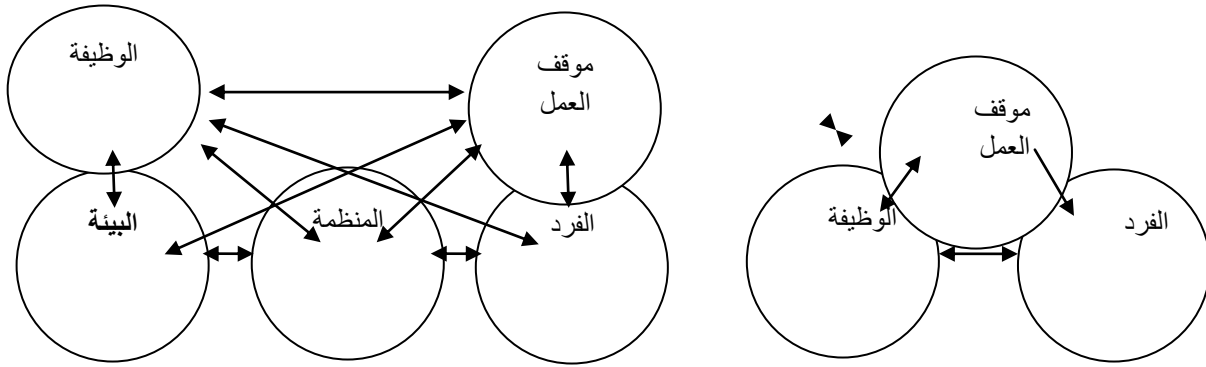 الوظيفة
موقف
العمل
البيئة
المنظمة
الفرد
موقف
العمل
الوظيفة
الفرد